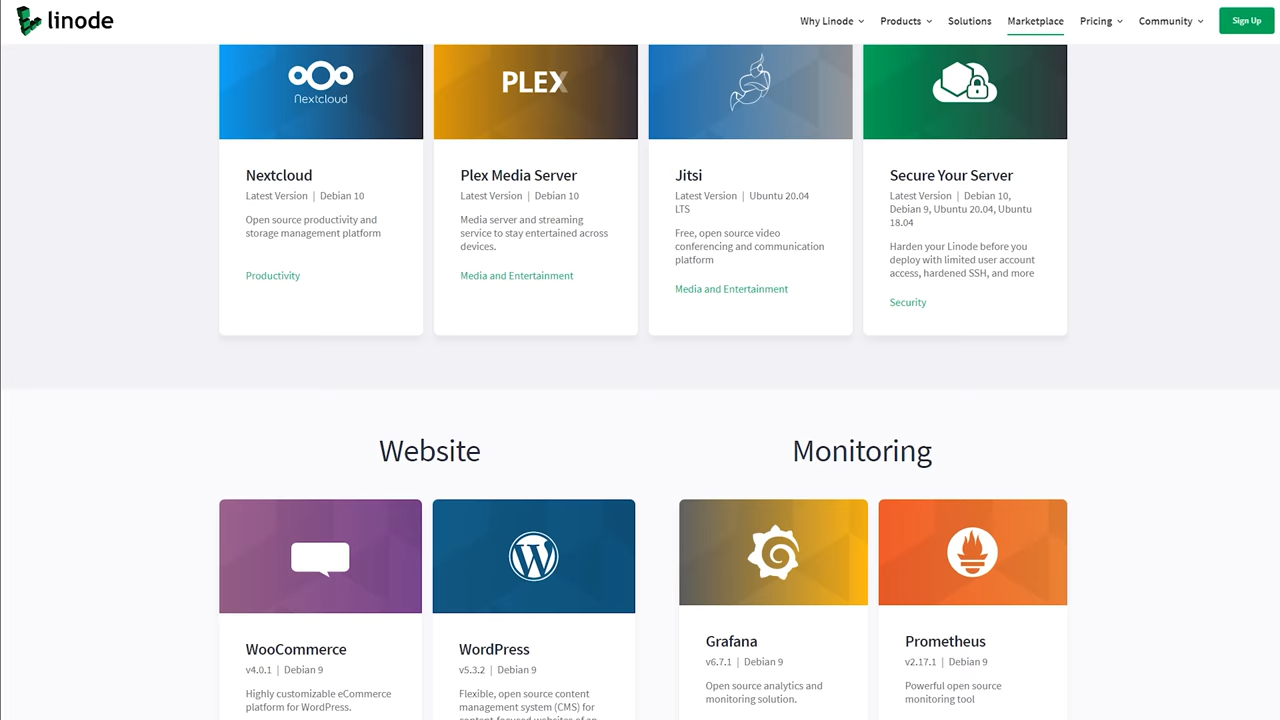 linode
Why Linode
Products
Solutions
Marketplace
Pricing
Community
Sign Up
Nextcloud
Nextcloud
Latest Version | Debian 10
Open source productivity and
storage management platform
Productivity
PLEX
Plex Media Server
Latest Version | Debian 10
Media server and streaming
service to stay entertained across
devices.
Media and Entertainment
Jitsi
Latest Version | Ubuntu 20.04
LTS
Free, open source video
conferencing and communication
platform
Media and Entertainment
Secure Your Server
Latest Version | Debian 10,
Debian 9, Ubuntu 20.04, Ubuntu
18.04
Harden your Linode before you
deploy with limited user account
access, hardened SSH, and more
Security
Website
WooCommerce
v4.0.1 | Debian 9
Highly customizable eCommerce
platform for WordPress.
WordPress
v5.3.2 | Debian 9
Flexible, open source content
management system (CMS) for
content-focused websites of an
Monitoring
Grafana
v6.7.1 | Debian 9
Open source analytics and
monitoring solution.
Prometheus
v2.17.1 | Debian 9
Powerful open source
monitoring tool